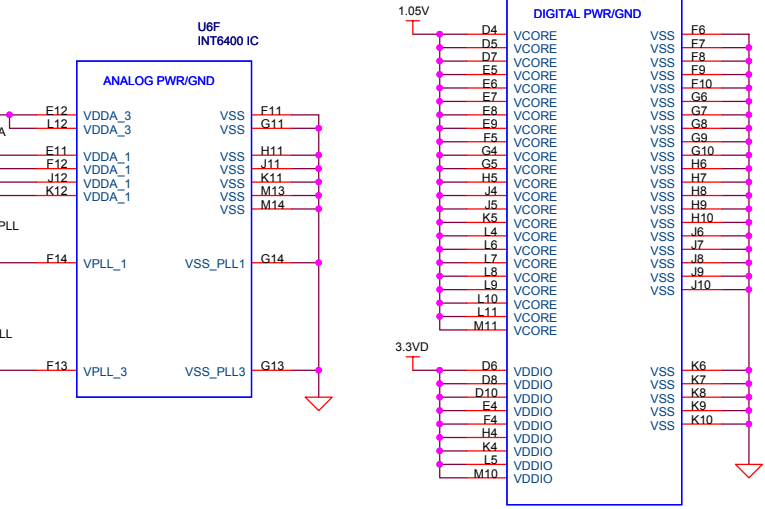 U6F
INT6400 IC
ANALOG PWR/GND
E12 VDDA_3 VSS F11
L12 VDDA_3 VSS G11
A
E11 VDDA_1 VSS H11
F12 VDDA_1 VSS J11
J12 VDDA_1 VSS K11
K12 VDDA_1 VSS M13
VSS M14
PLL
F14 VPLL_1 VSS_PLL1 G14
LL
F13 VPLL_3 VSS_PLL3 G13
1.05V
DIGITAL PWR/GND
D4 VCORE VSS F6
D5 VCORE VSS F7
D7 VCORE VSS F8
E5 VCORE VSS F9
E6 VCORE VSS F10
E7 VCORE VSS G6
E8 VCORE VSS G7
E9 VCORE VSS G8
F5 VCORE VSS G9
G4 VCORE VSS G10
G5 VCORE VSS H6
H5 VCORE VSS H7
J4 VCORE VSS H8
J5 VCORE VSS H9
K5 VCORE VSS H10
L4 VCORE VSS J6
L6 VCORE VSS J7
L7 VCORE VSS J8
L8 VCORE VSS J9
L9 VCORE VSS J10
L10 VCORE
L11 VCORE
M11 VCORE
3.3VD
D6 VDDIO VSS K6
D8 VDDIO VSS K7
D10 VDDIO VSS K8
E4 VDDIO VSS K9
F4 VDDIO VSS K10
H4 VDDIO
K4 VDDIO
L5 VDDIO
M10 VDDIO